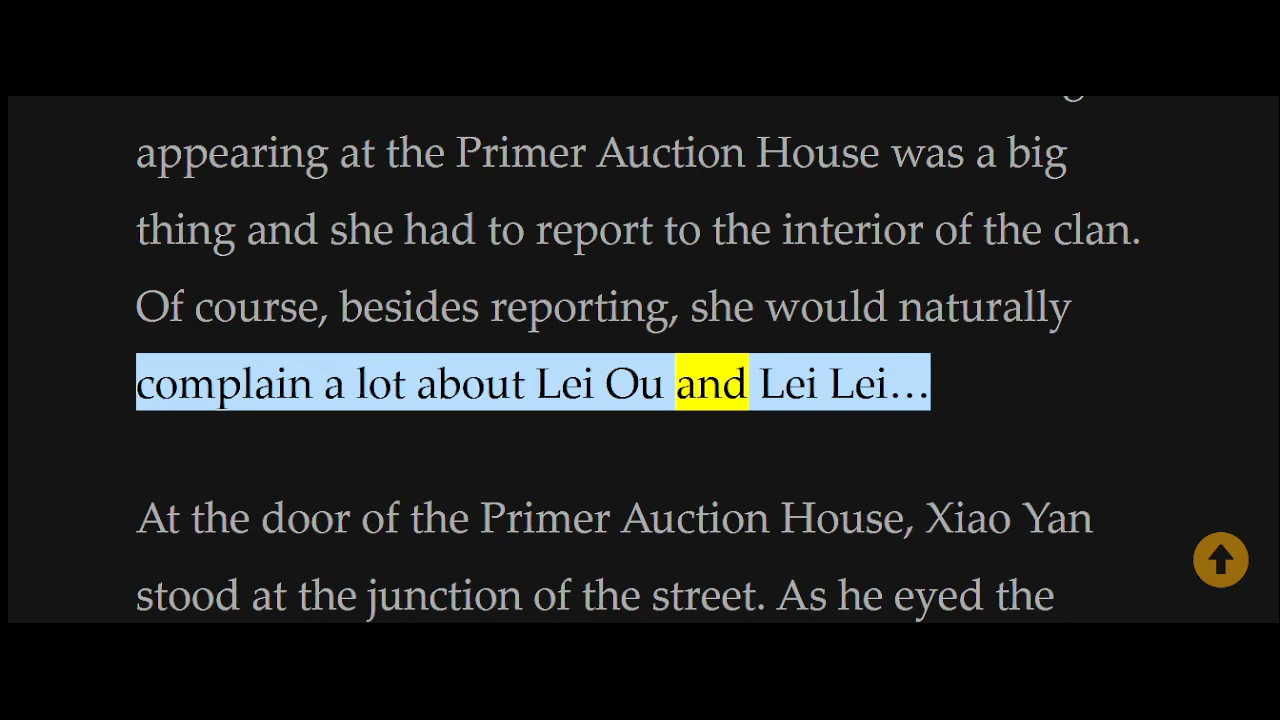 appearing at the Primer Auction House was a big
thing and she had to report to the interior of the clan.
Of course, besides reporting, she would naturally
complain a lot about Lei Ou and Lei Lei…
At the door of the Primer Auction House, Xiao Yan
stood at the junction of the street. As he eyed the